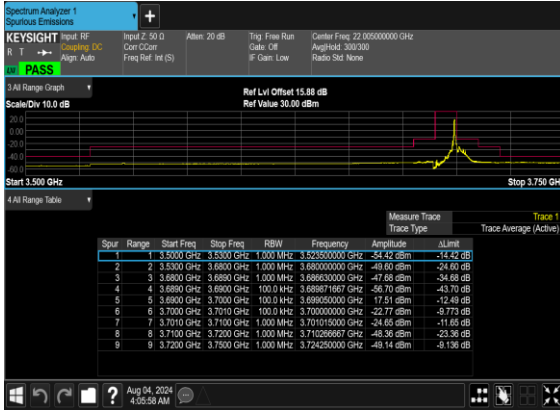 Spectrum Analyzer 1
Spurious Emissions
KEYSIGHT Input: RF Input Z: 50 Ω Atten: 20 dB Trig: Free Run Center Freq: 22.005000000 GHz
R T Coupling: DC Corr CCorr Gate: Off Avg|Hold: 300/300
Align: Auto Freq Ref: Int (S) IF Gain: Low Radio Std: None
PASS
3 All Range Graph Ref Lvl Offset 15.88 dB
Scale/Div 10.0 dB Ref Value 30.00 dBm
20.0
0.00
-20.0
-40.0
-60.0
Start 3.500 GHz Stop 3.750 GH
4 All Range Table
Measure Trace Trace 1
Trace Type Trace Average (Active)
Spur Range Start Freq Stop Freq RBW Frequency Amplitude ΔLimit
1 1 3.5000 GHz 3.5300 GHz 1.000 MHz 3.523500000 GHz -54.42 dBm -14.42 dB
2 2 3.5300 GHz 3.6800 GHz 1.000 MHz 3.680000000 GHz -49.60 dBm -24.60 dB
3 3 3.6800 GHz 3.6890 GHz 1.000 MHz 3.686630000 GHz -47.68 dBm -34.68 dB
4 4 3.6890 GHz 3.6900 GHz 100.0 kHz 3.689871667 GHz -56.70 dBm -43.70 dB
5 5 3.6900 GHz 3.7000 GHz 100.0 kHz 3.699050000 GHz 17.51 dBm -12.49 dB
6 6 3.7000 GHz 3.7010 GHz 100.0 kHz 3.700000000 GHz -22.77 dBm -9.773 dB
7 7 3.7010 GHz 3.7100 GHz 1.000 MHz 3.701015000 GHz -24.65 dBm -11.65 dB
8 8 3.7100 GHz 3.7200 GHz 1.000 MHz 3.710266667 GHz -48.36 dBm -23.36 dB
9 9 3.7200 GHz 3.7500 GHz 1.000 MHz 3.724250000 GHz -49.14 dBm -9.136 dB
Aug 04, 2024
4:05:58 AM